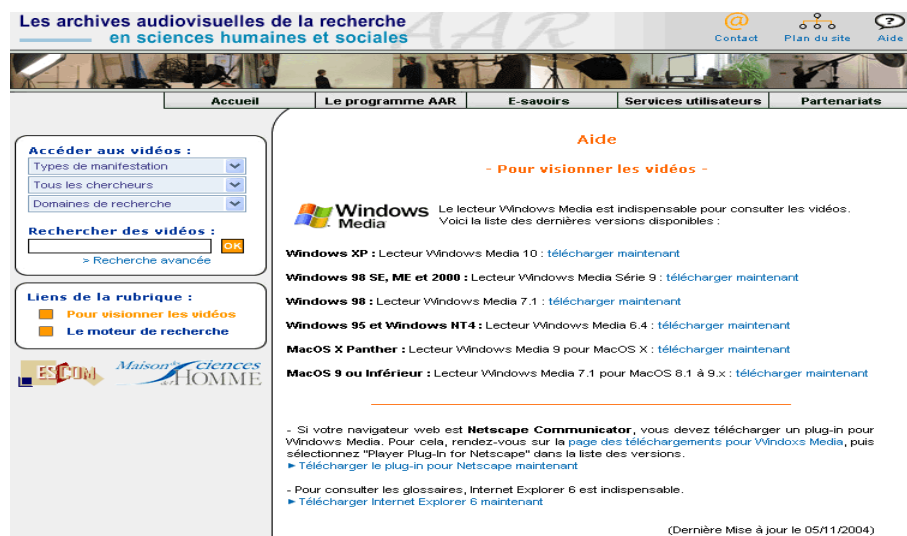 Les archives audiovisuelles de la recherche
en sciences humaines et sociales
AAR
Contact
Plan du site
Aide
Accueil
Le programme AAR
E-savoirs
Services utilisateurs
Partenariats
Accéder aux vidéos :
Types de manifestation
Tous les chercheurs
Domaines de recherche
Rechercher des vidéos :
OK
> Recherche avancée
Liens de la rubrique :
Pour visionner les vidéos
Le moteur de recherche
ESCOM
Maison des Sciences
de l'HOMME
Aide
- Pour visionner les vidéos -
Windows
Media
Le lecteur Windows Media est indispensable pour consulter les vidéos.
Voici la liste des dernières versions disponibles :
Windows XP : Lecteur Windows Media 10 : télécharger maintenant
Windows 98 SE, ME et 2000 : Lecteur Windows Media Série 9 : télécharger maintenant
Windows 98 : Lecteur Windows Media 7.1 : télécharger maintenant
Windows 95 et Windows NT4 : Lecteur Windows Media 6.4 : télécharger maintenant
MacOS X Panther : Lecteur Windows Media 9 pour MacOS X : télécharger maintenant
MacOS 9 ou Inférieur : Lecteur Windows Media 7.1 pour MacOS 8.1 à 9.x : télécharger maintenant
- Si votre navigateur web est Netscape Communicator, vous devez télécharger un plug-in pour
Windows Media. Pour cela, rendez-vous sur la page des téléchargements pour Windoxs Media, puis
sélectionnez "Player Plug-In for Netscape" dans la liste des versions.
► Télécharger le plug-in pour Netscape maintenant
- Pour consulter les glossaires, Internet Explorer 6 est indispensable.
► Télécharger Internet Explorer 6 maintenant
(Dernière Mise à jour le 05/11/2004)